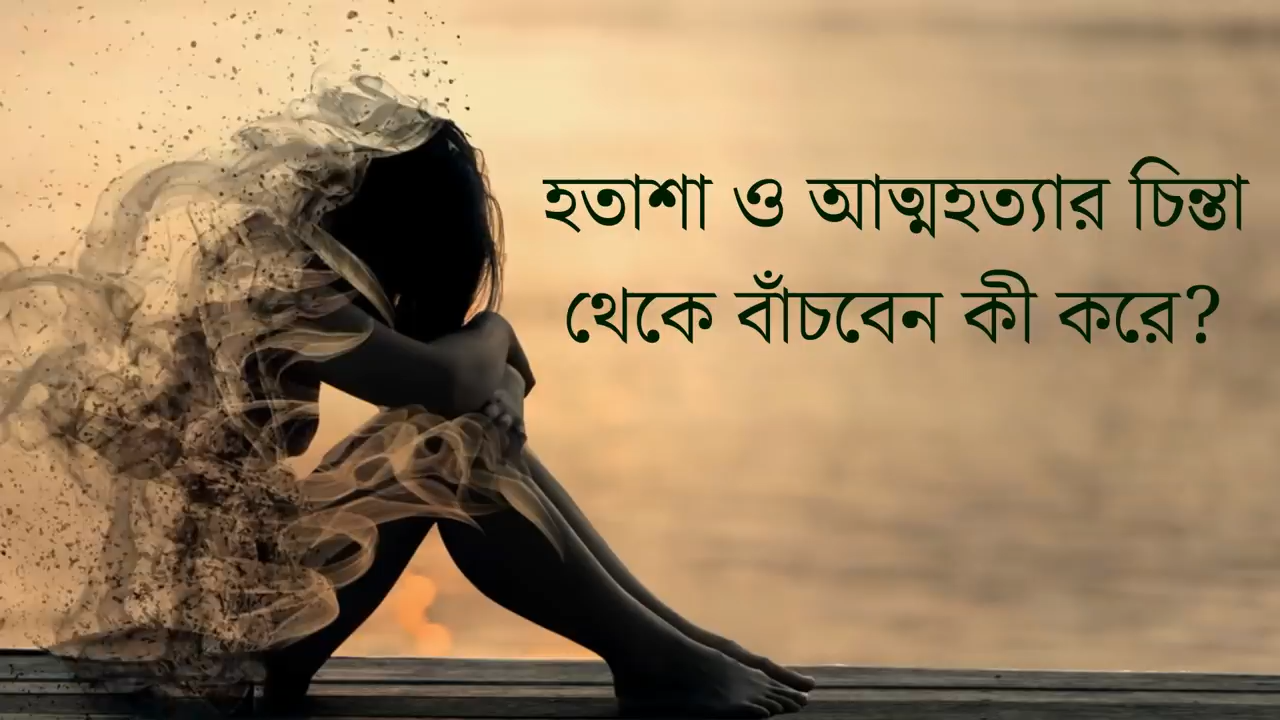 হতাশা ও আত্মহত্যার চিন্তা
থেকে বাঁচবেন কী করে?